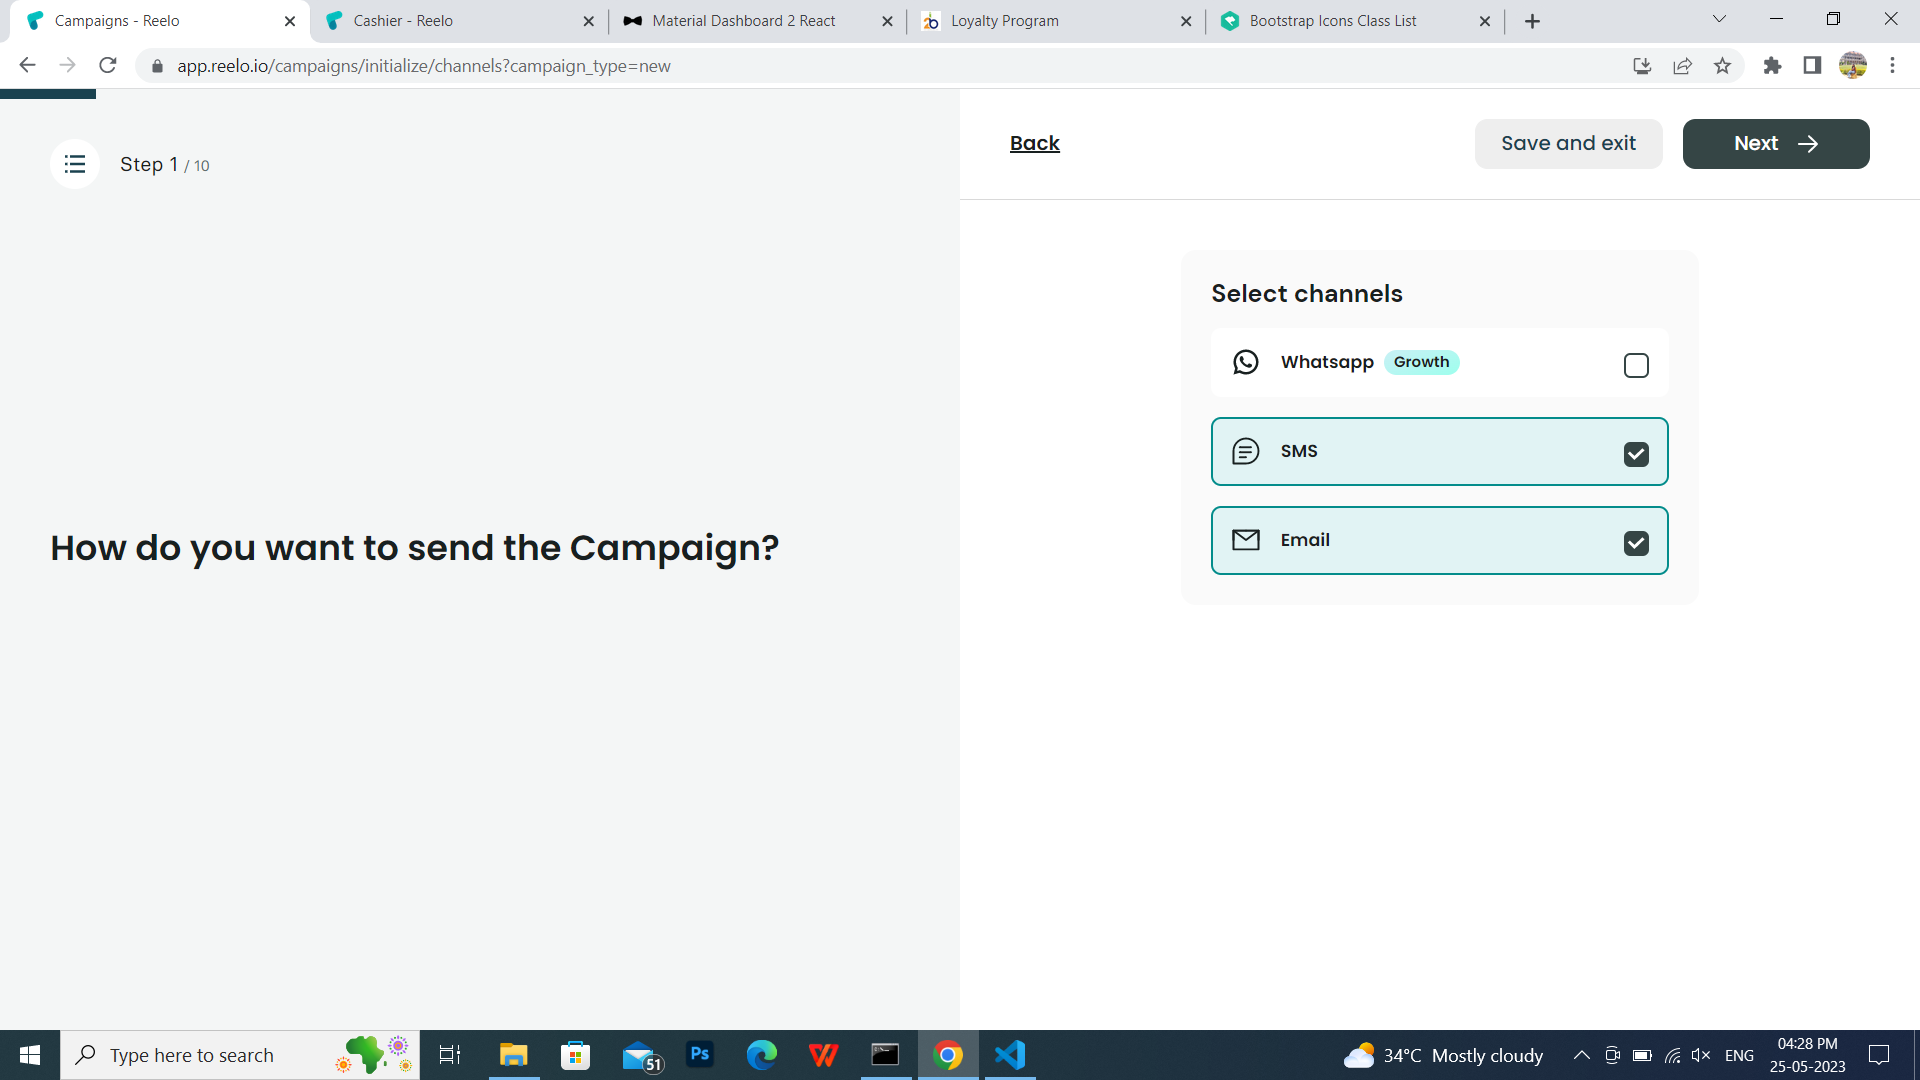 Campaigns - Reelo
Cashier - Reelo
Material Dashboard 2 React
Loyalty Program
Bootstrap Icons Class List
app.reelo.io/campaigns/initialize/channels?campaign_type=new
Step 1 / 10
Back
Save and exit
Next
Select channels
Whatsapp Growth
SMS
Email
How do you want to send the Campaign?
Type here to search
51
Ps
34°C Mostly cloudy
ENG
04:28 PM
25-05-2023